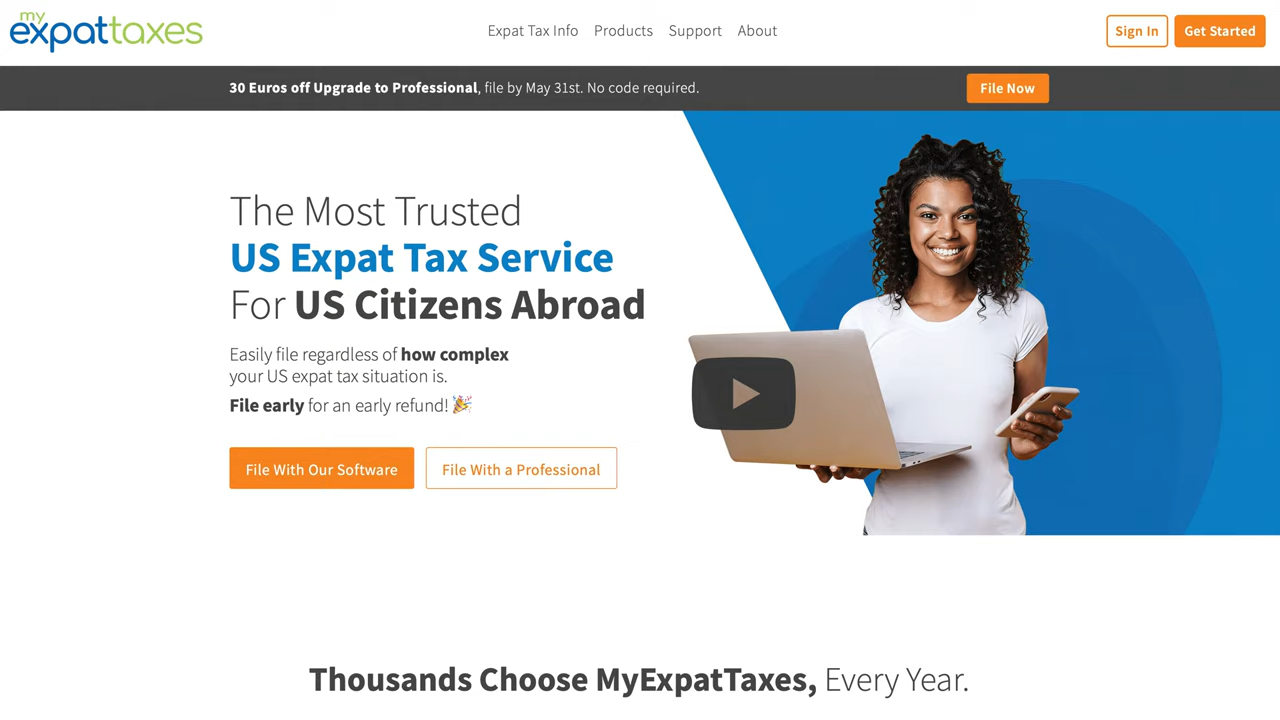 my
expattaxes
Expat Tax Info Products Support About
Sign In Get Started
30 Euros off Upgrade to Professional, file by May 31st. No code required.
File Now
The Most Trusted
US Expat Tax Service
For US Citizens Abroad
Easily file regardless of how complex
your US expat tax situation is.
File early for an early refund! 🎉
File With Our Software File With a Professional
Thousands Choose MyExpatTaxes, Every Year.